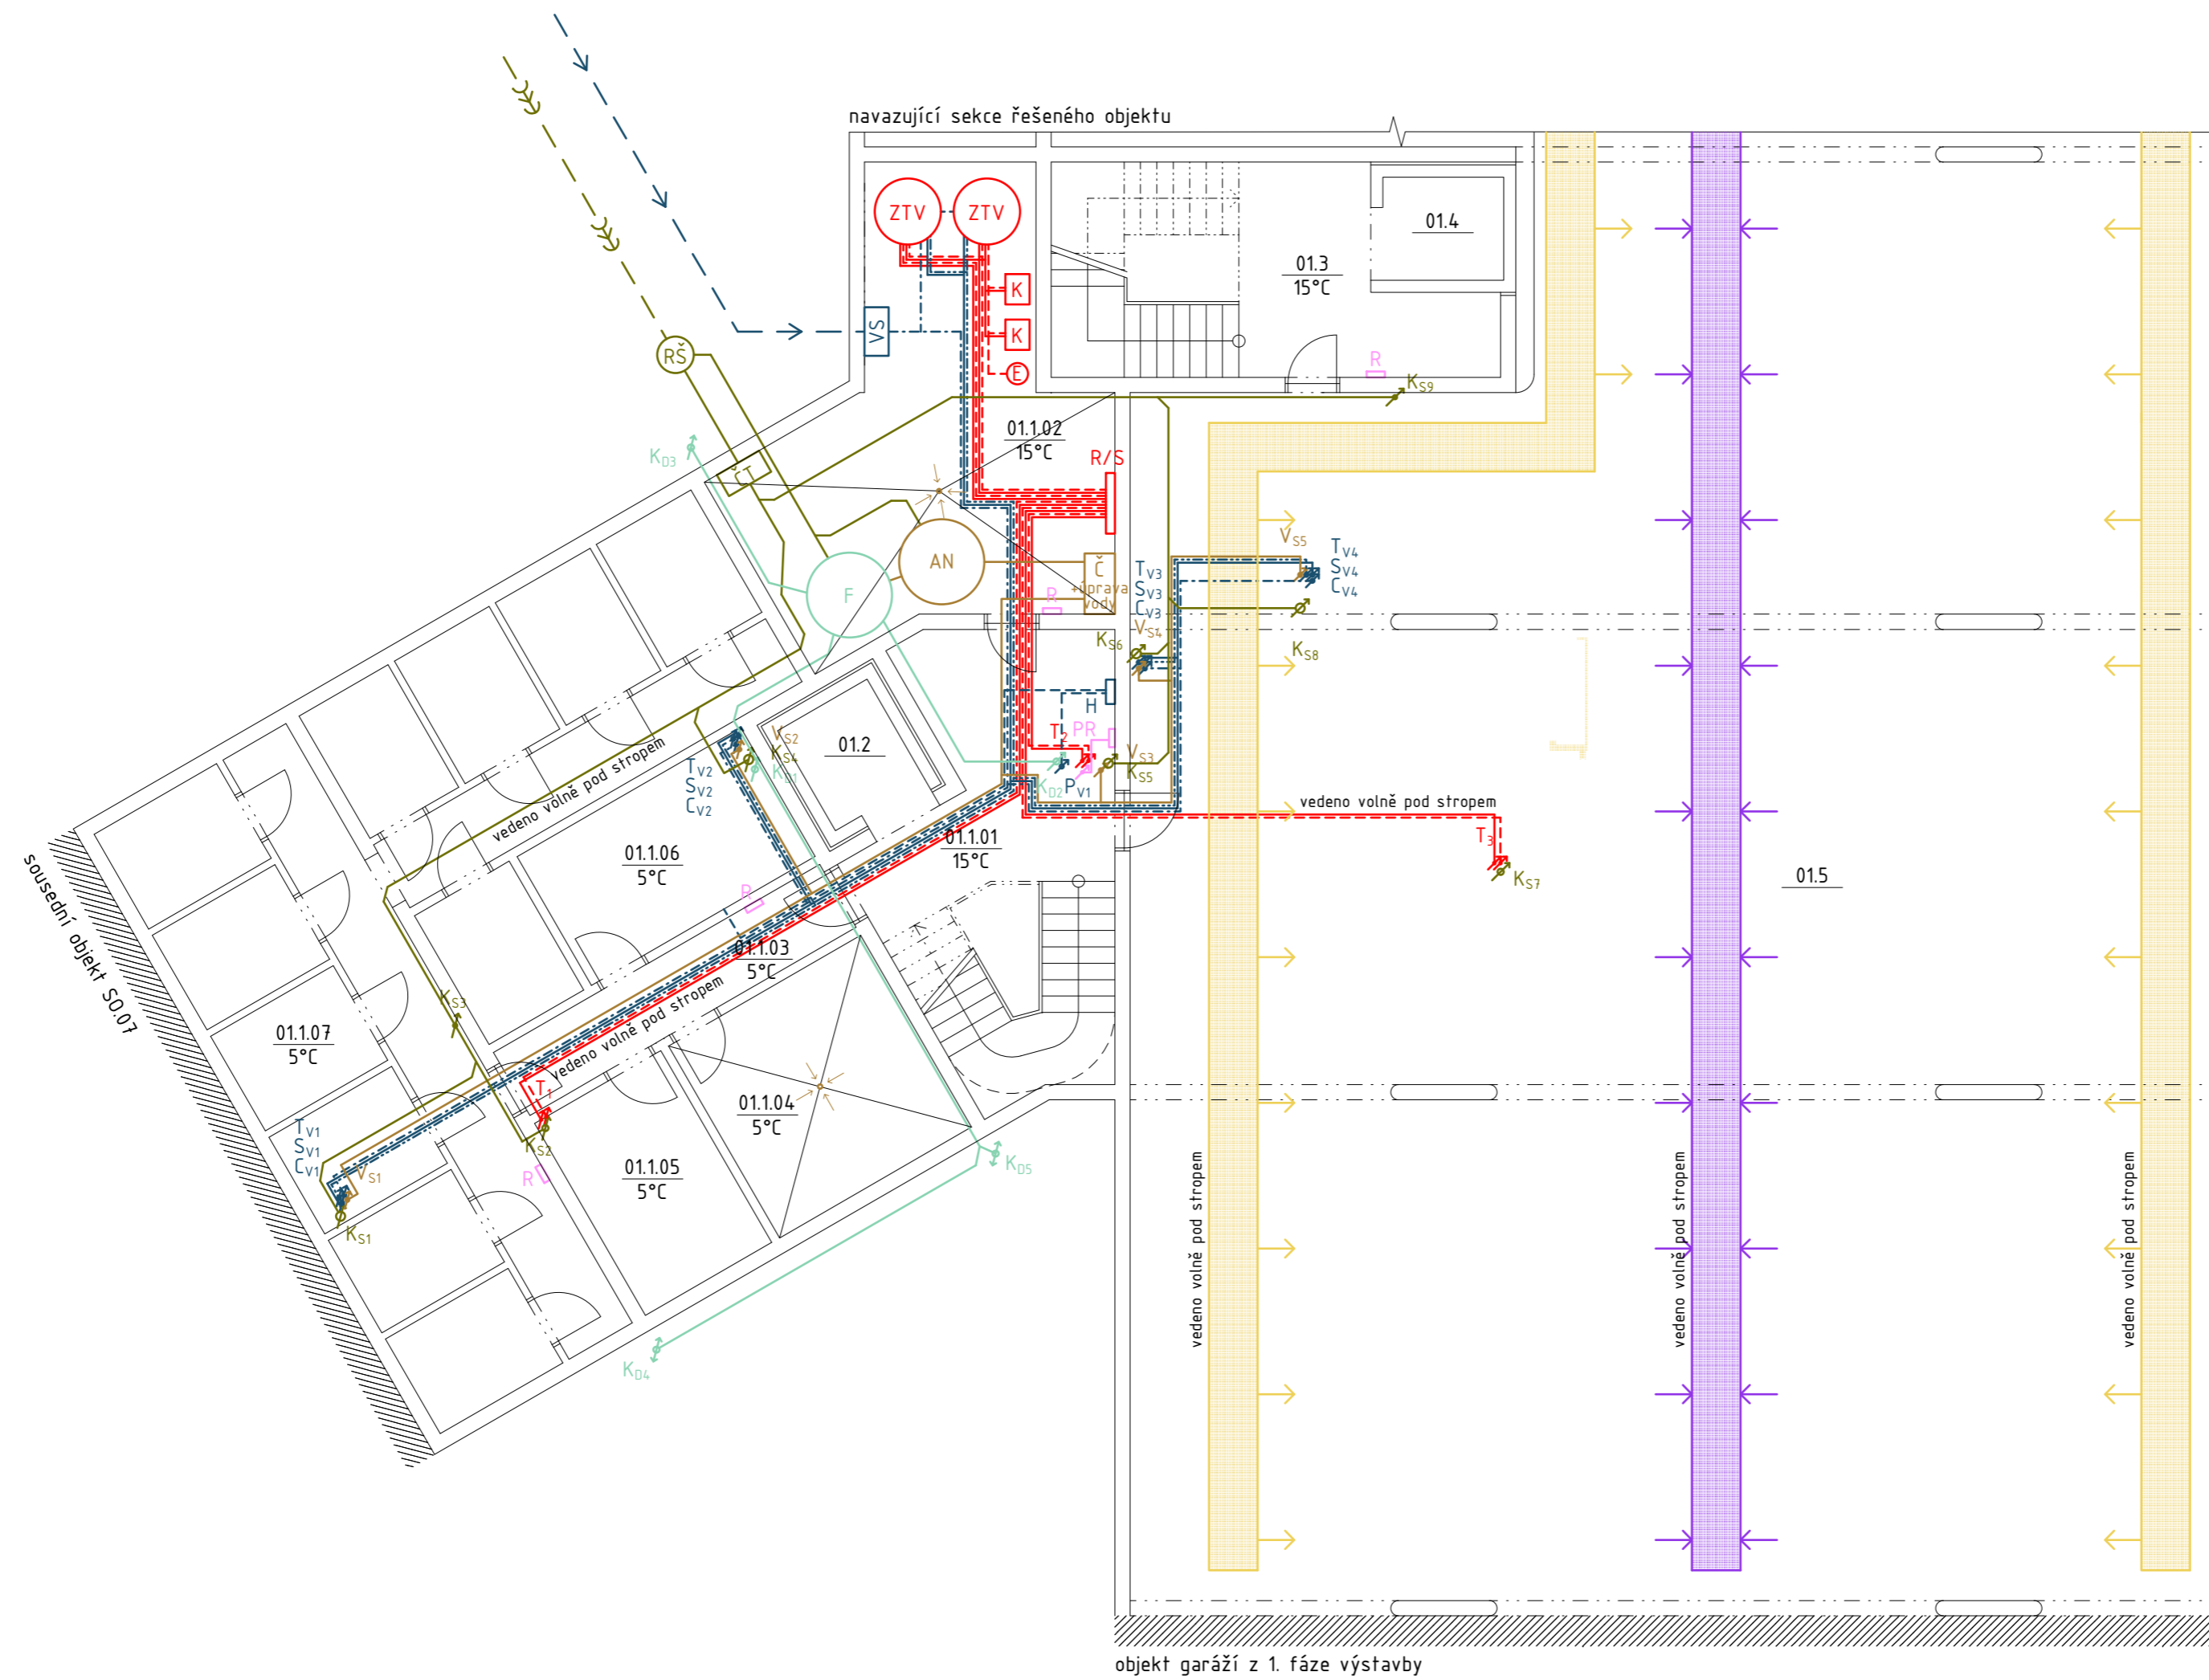 navazující sekce řešeného objektu
ZTV
ZTV
01.4
01.3
15°C
K
VS
K
RŠ
E
R
KS9
01.1.02
15°C
KD3
R/S
ČT
VS5
TV4
SV4
CV4
AN
Č
+úprava
vody
TV3
SV3
CV3
VS4
F
R
KS6
KS8
H
T2
PR
VS2
KS4
KD1
01.2
VS3
KS5
TV2
SV2
CV2
KD2
PV1
vedeno volně pod stropem
vedeno volně pod stropem
01.1.01
15°C
T3
01.1.06
5°C
KS7
01.5
R
sousední objekt SO.07
01.1.03
5°C
vedeno volně pod stropem
KS3
01.1.07
5°C
T1
01.1.04
5°C
TV1
SV1
CV1
VS1
KS2
R
01.1.05
5°C
KD5
KS1
vedeno volně pod stropem
vedeno volně pod stropem
vedeno volně pod stropem
KD4
objekt garáží z 1. fáze výstavby